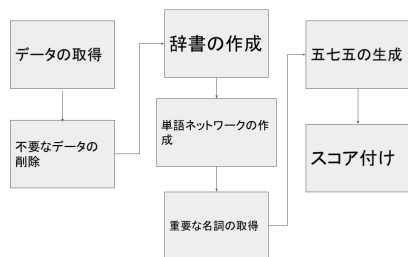 データの取得
不要なデータの
削除
辞書の作成
単語ネットワークの作
成
重要な名詞の取得
五七五の生成
スコア付け